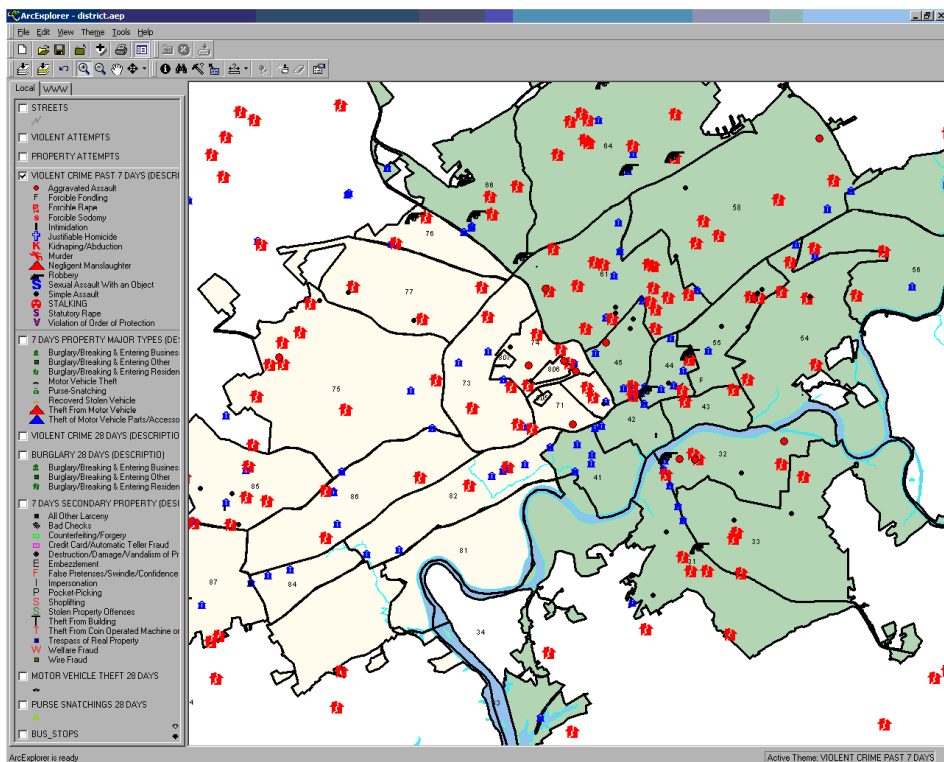 ArcExplorer - district.aep
File Edit View Theme Tools Help
Local WWW
STREETS
VIOLENT ATTEMPTS
PROPERTY ATTEMPTS
VIOLENT CRIME PAST 7 DAYS (DESCRI
Aggravated Assault
F Forcible Fondling
R Forcible Rape
s Forcible Sodomy
I Intimidation
Justifiable Homicide
K Kidnaping/Abduction
Murder
Negligent Manslaughter
Robbery
S Sexual Assault With an Object
Simple Assault
STALKING
S Statutory Rape
V Violation of Order of Protection
7 DAYS PROPERTY MAJOR TYPES (DES
Burglary/Breaking & Entering Business
Burglary/Breaking & Entering Other
Burglary/Breaking & Entering Residen
Motor Vehicle Theft
Purse-Snatching
Recovered Stolen Vehicle
Theft From Motor Vehicle
Theft of Motor Vehicle Parts/Accesso
VIOLENT CRIME 28 DAYS (DESCRIPTIO
BURGLARY 28 DAYS (DESCRIPTIO)
Burglary/Breaking & Entering Business
Burglary/Breaking & Entering Other
Burglary/Breaking & Entering Residen
7 DAYS SECONDARY PROPERTY (DESC
All Other Larceny
Bad Checks
Counterfeiting/Forgery
Credit Card/Automatic Teller Fraud
Destruction/Damage/Vandalism of Pr
E Embezzlement
F False Pretenses/Swindle/Confidence
I Impersonation
P Pocket-Picking
S Shoplifting
S Stolen Property Offenses
T Theft From Building
T Theft From Coin Operated Machine or
Trespass of Real Property
W Welfare Fraud
Wire Fraud
MOTOR VEHICLE THEFT 28 DAYS
PURSE SNATCHINGS 28 DAYS
BUS_STOPS
64
66
58
76
61
56
77
74
55
54
807
806
45
44
75
73
F
71
43
42
32
85
86
82
41
81
33
31
87
84
34
ArcExplorer is ready
Active Theme: VIOLENT CRIME PAST 7 DAYS